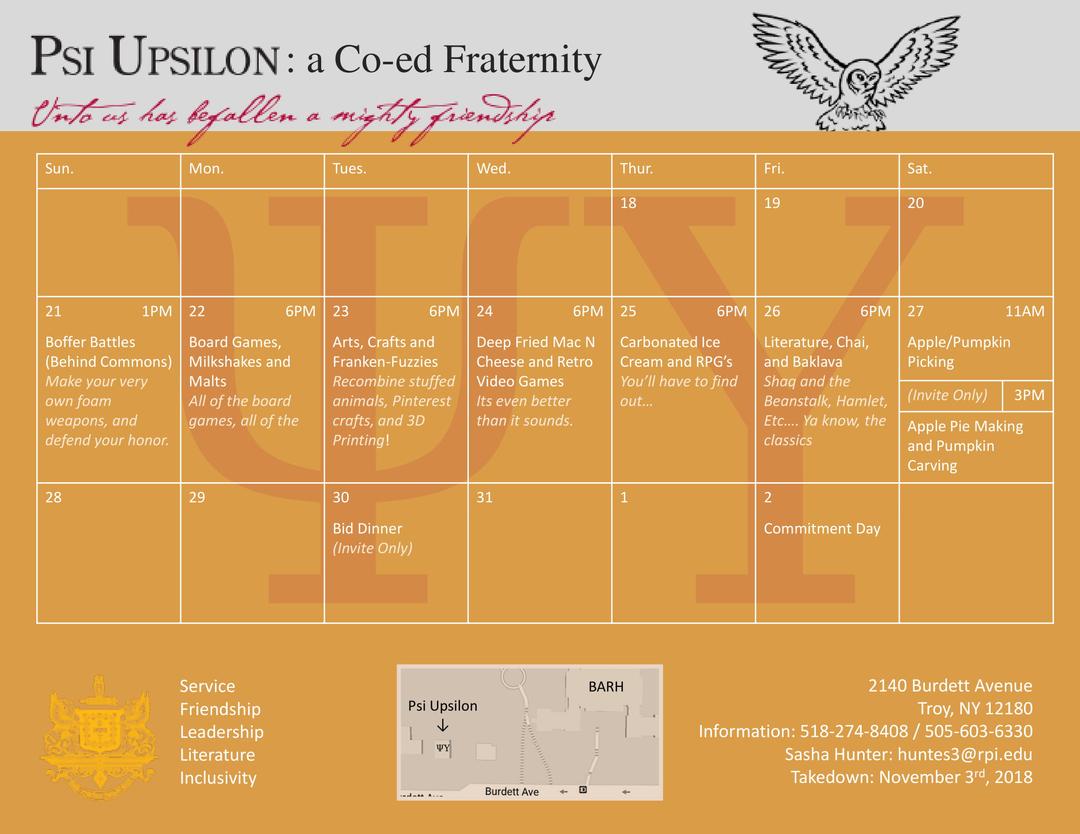 Psi Upsilon: a Co-ed Fraternity
Unto us has befallen a mighty friendship
Sun. Mon. Tues. Wed. Thur. Fri. Sat.
18 19 20
21 1PM
Boffer Battles
(Behind Commons)
Make your very
own foam
weapons, and
defend your honor.
22 6PM
Board Games,
Milkshakes and
Malts
All of the board
games, all of the
23 6PM
Arts, Crafts and
Franken-Fuzzies
Recombine stuffed
animals, Pinterest
crafts, and 3D
Printing!
24 6PM
Deep Fried Mac N
Cheese and Retro
Video Games
Its even better
than it sounds.
25 6PM
Carbonated Ice
Cream and RPG's
You'll have to find
out…
26 6PM
Literature, Chai,
and Baklava
Shaq and the
Beanstalk, Hamlet,
Etc.… Ya know, the
classics
27 11AM
Apple/Pumpkin
Picking
(Invite Only) 3PM
Apple Pie Making
and Pumpkin
Carving
28
29
30
Bid Dinner
(Invite Only)
31
1
2
Commitment Day
ΨΥ
Service
Friendship
Leadership
Literature
Inclusivity
BARH
Psi Upsilon
↓
ΨΥ
Burdett Ave
2140 Burdett Avenue
Troy, NY 12180
Information: 518-274-8408 / 505-603-6330
Sasha Hunter: huntes3@rpi.edu
Takedown: November 3rd, 2018